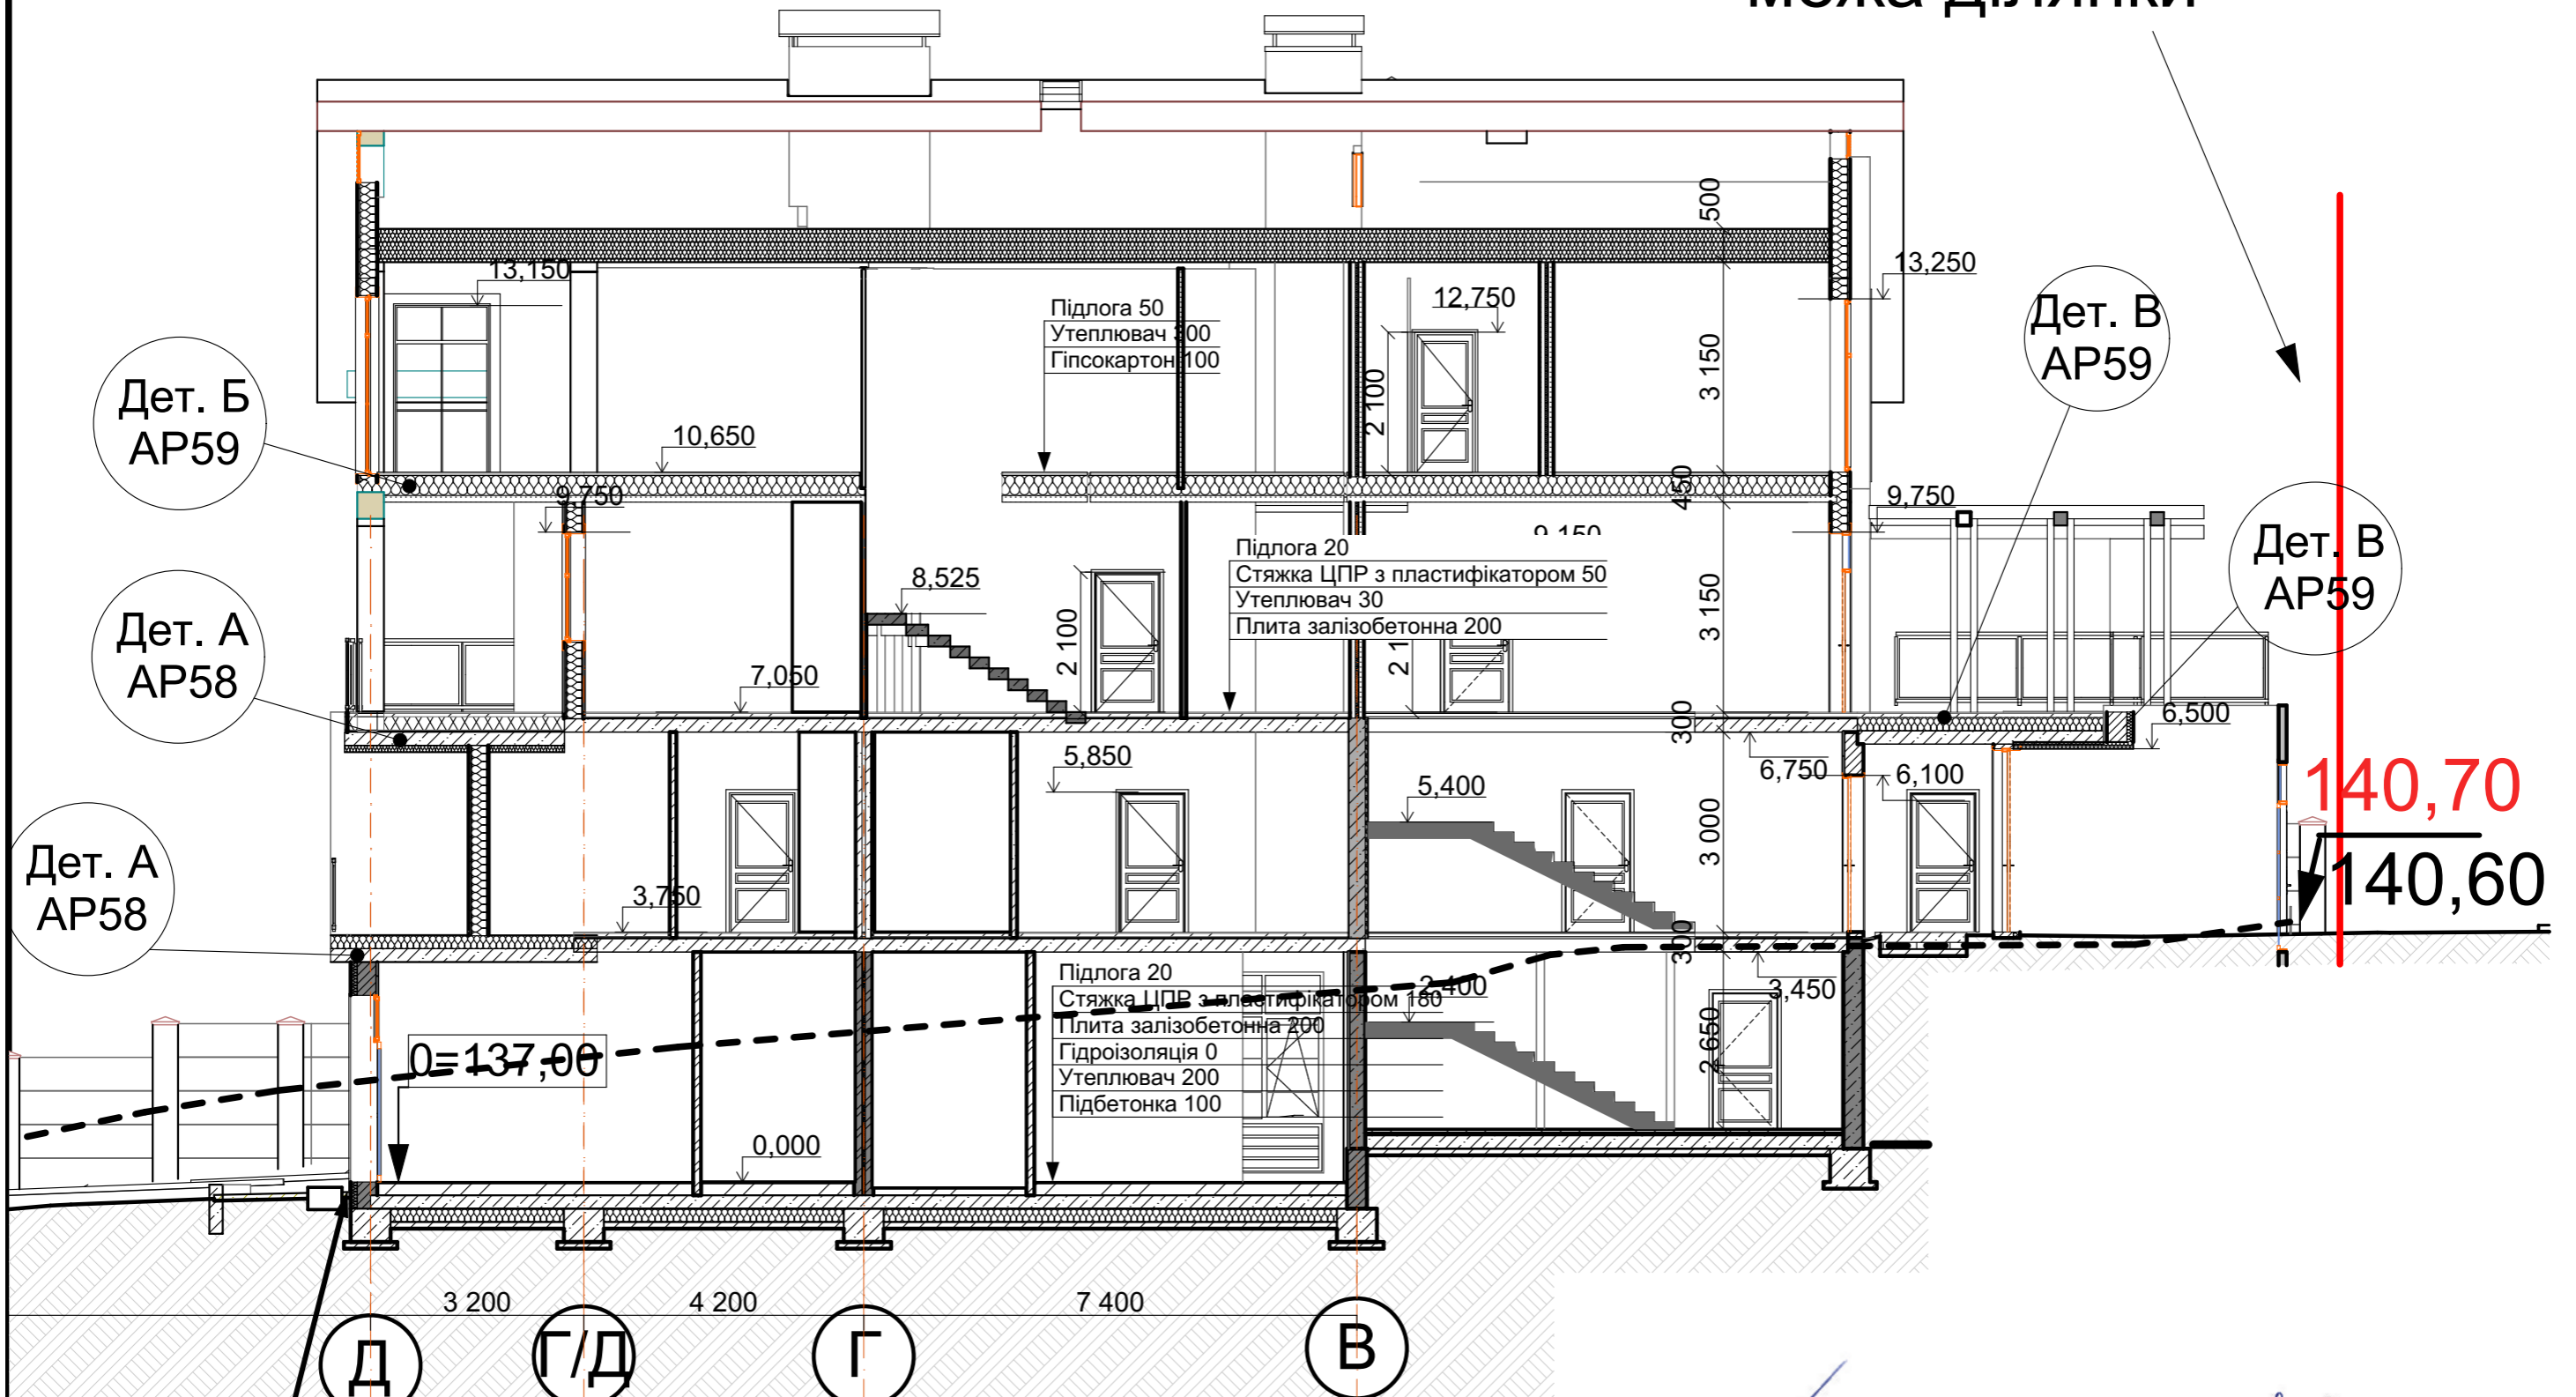 межа ділянки
500
13,150
13,250
Підлога 50
Утеплювач 300
Гіпсокартон 100
12,750
3 150
2 100
Дет. В
АР59
Дет. Б
АР59
10,650
9,750
450
9,750
9,150
Підлога 20
Стяжка ЦПР з пластифікатором 50
Утеплювач 30
Плита залізобетонна 200
Дет. В
АР59
8,525
2 100
3 150
Дет. А
АР58
7,050
300
6,500
5,850
6,750
6,100
5,400
3 000
140,70
140,60
Дет. А
АР58
3,750
300
Підлога 20
Стяжка ЦПР з пластифікатором 180
Плита залізобетонна 200
Гідроізоляція 0
Утеплювач 200
Підбетонка 100
2,400
3,450
2 650
0=137,00
0,000
3 200
4 200
7 400
Д
Г/Д
Г
В